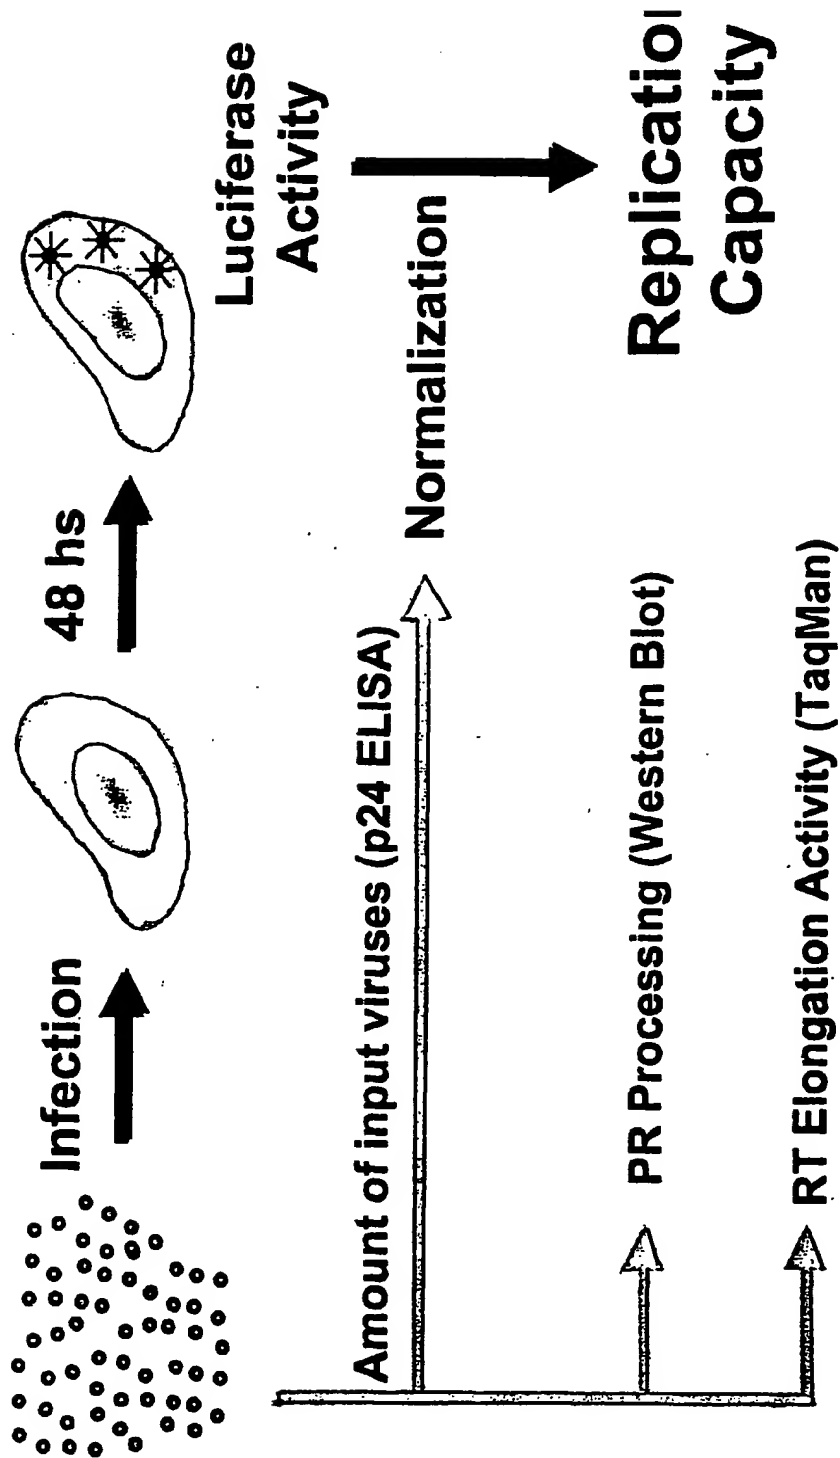 Infection
48 hs
Luciferase
Activity
Amount of input viruses (p24 ELISA)
Normalization
PR Processing (Western Blot)
Replication
Capacity
RT Elongation Activity (TaqMan)